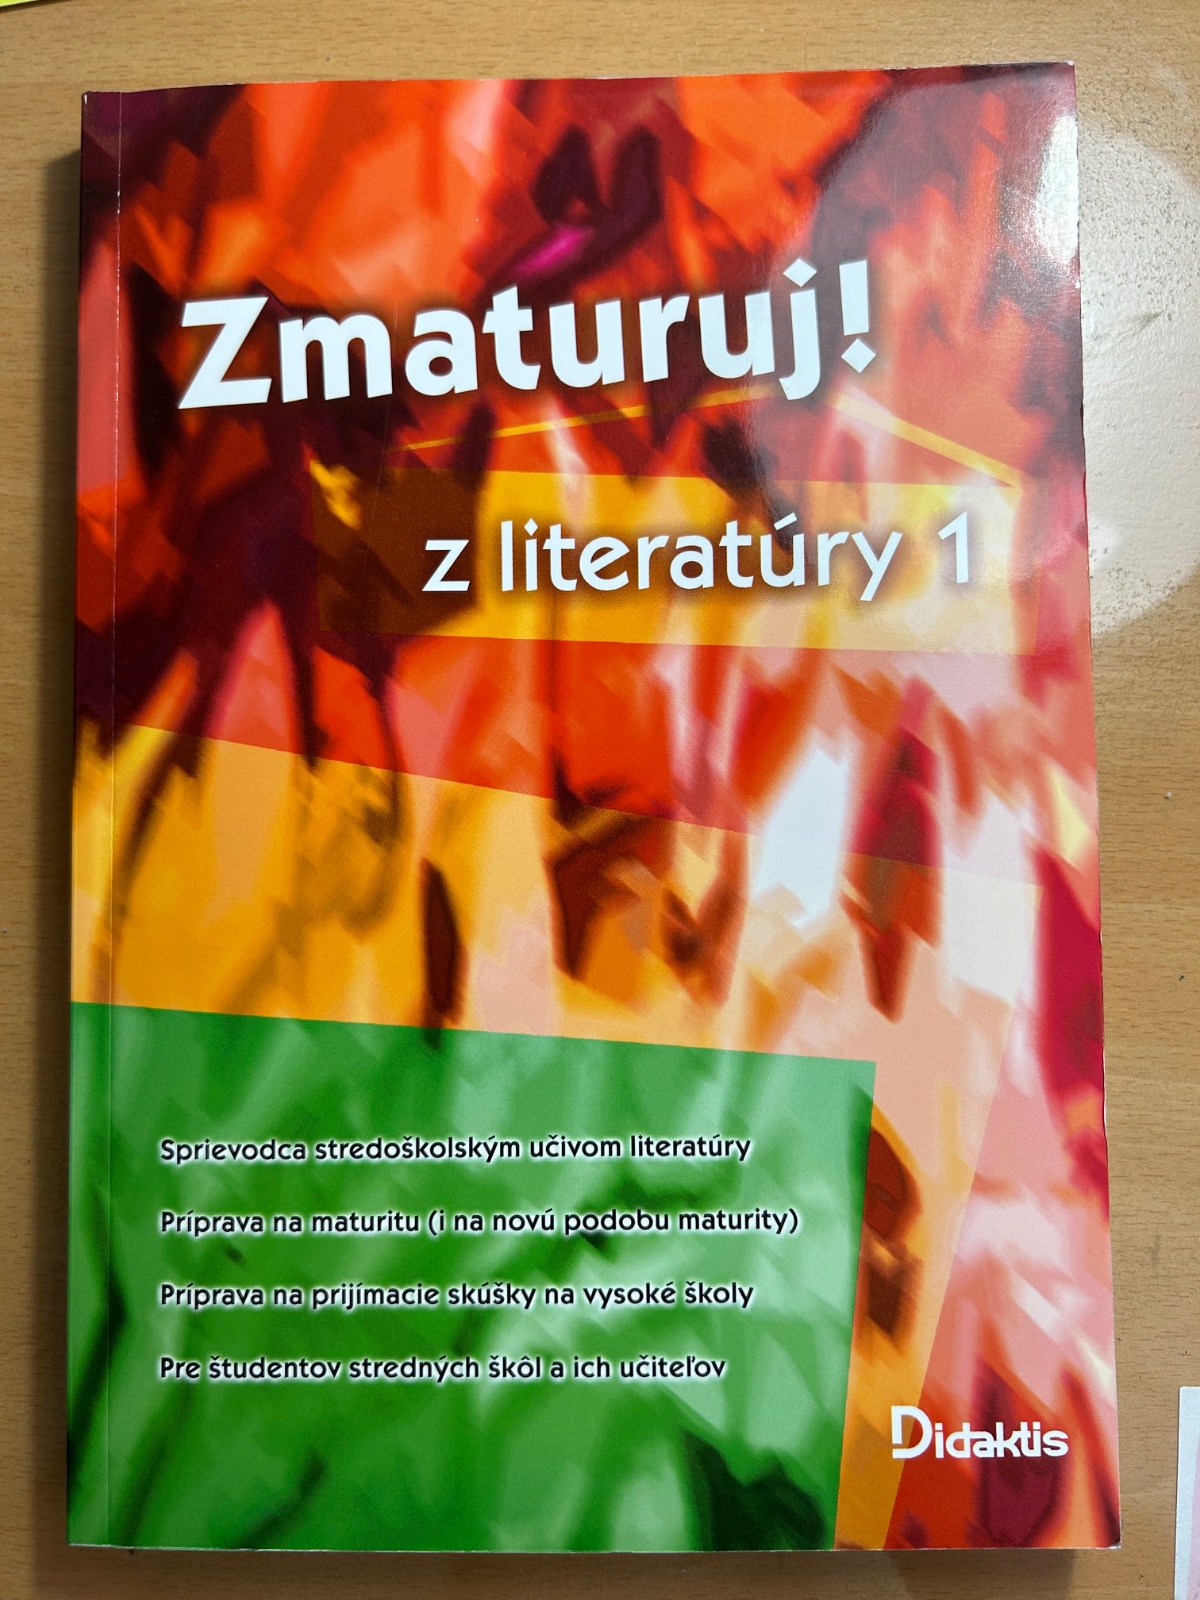 Zmaturuj!
z literatúry 1
Sprievodca stredoškolským učivom literatúry
Príprava na maturitu (i na novú podobu maturity)
Príprava na prijímacie skúšky na vysoké školy
Pre študentov stredných škôl a ich učiteľov
Didaktis